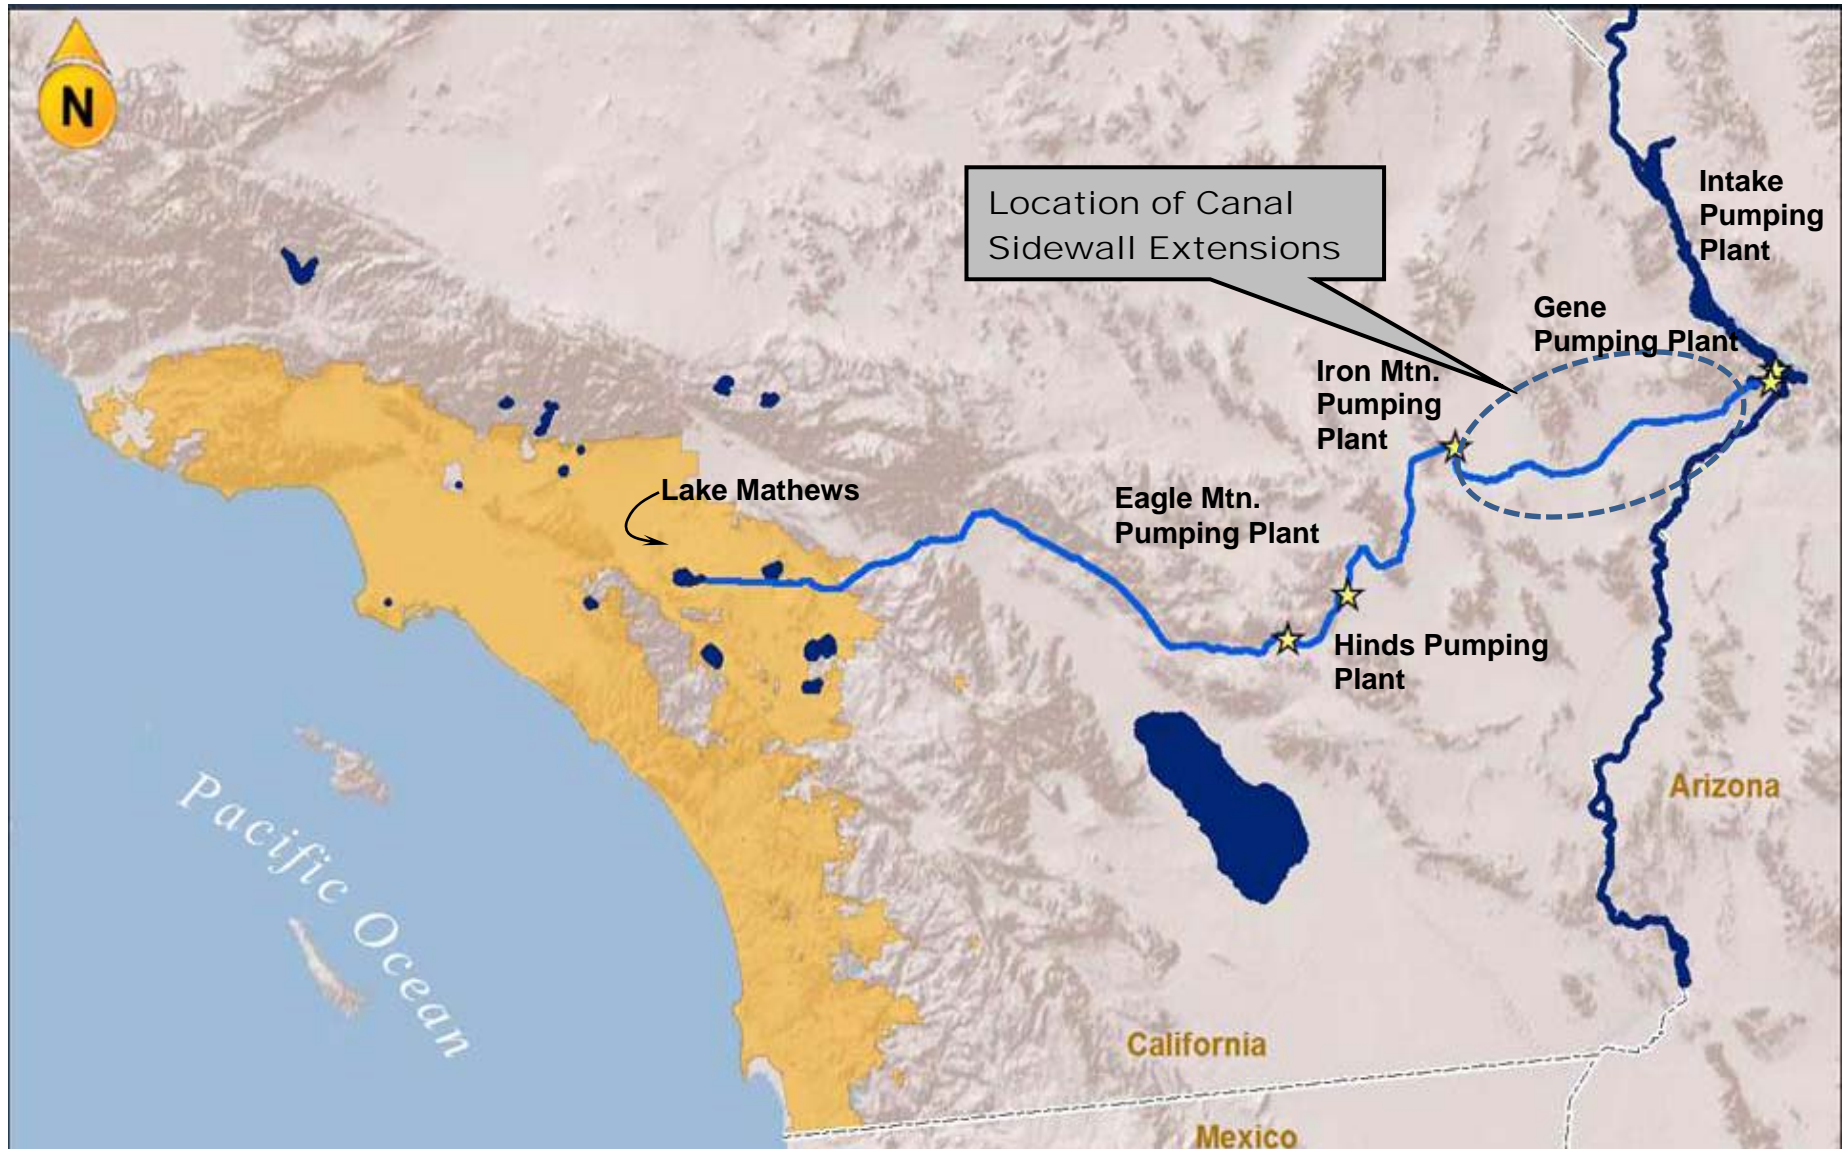 N
Location of Canal
Sidewall Extensions
Intake
Pumping
Plant
Gene
Pumping Plant
Iron Mtn.
Pumping
Plant
Lake Mathews
Eagle Mtn.
Pumping Plant
Hinds Pumping
Plant
Arizona
Pacific Ocean
California
Mexico